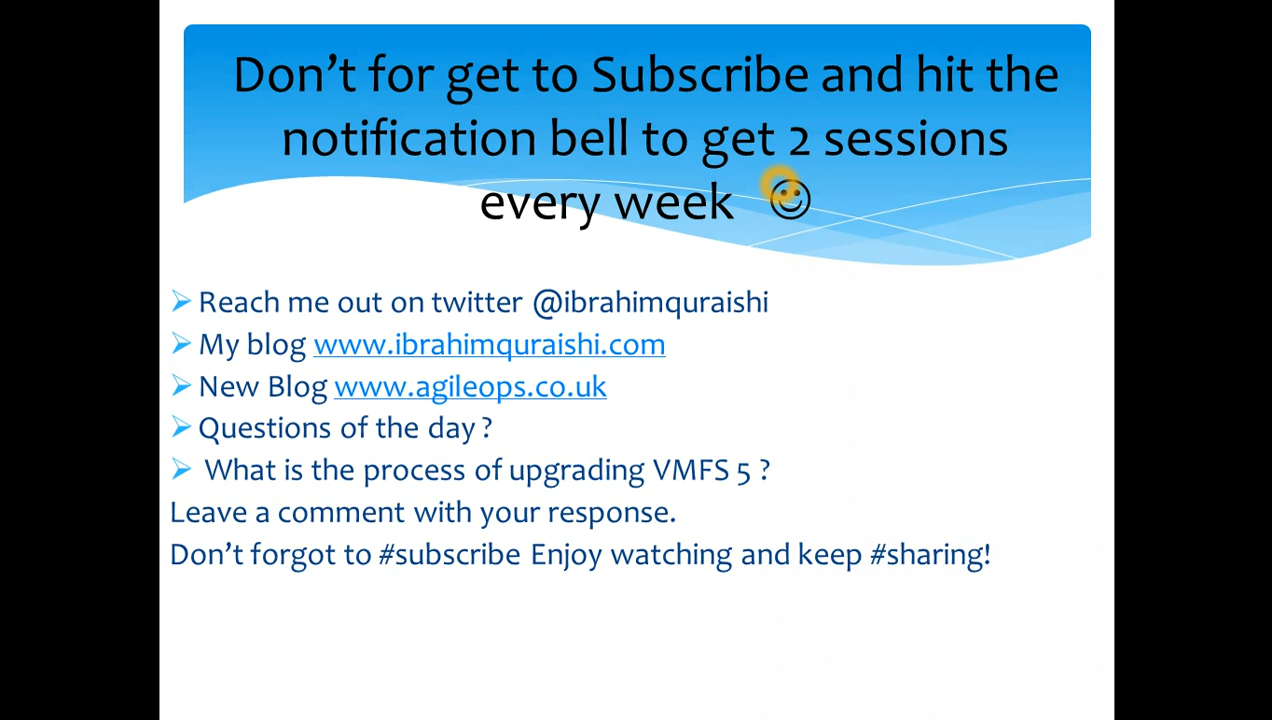 Don’t for get to Subscribe and hit the
notification bell to get 2 sessions
every week ☺
Reach me out on twitter @ibrahimquraishi
My blog www.ibrahimquraishi.com
New Blog www.agileops.co.uk
Questions of the day ?
What is the process of upgrading VMFS 5 ?
Leave a comment with your response.
Don’t forgot to #subscribe Enjoy watching and keep #sharing!